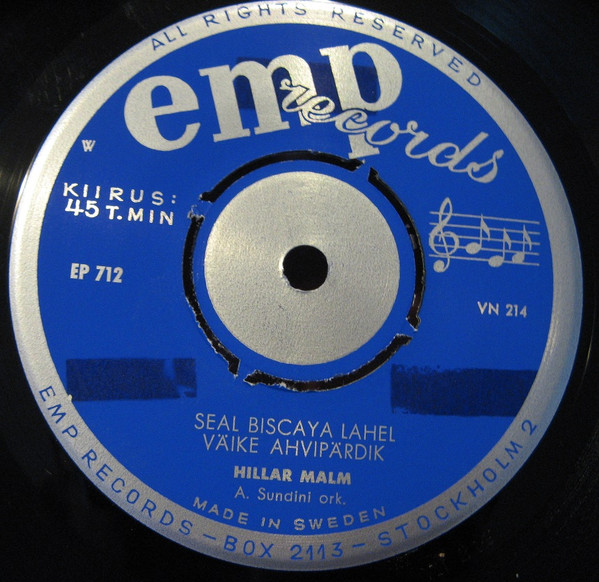 ALL RIGHTS RESERVED
emp
records
W
KIIRUS:
45 T. MIN
EP 712
VN 214
SEAL BISCAYA LAHEL
VÄIKE AHVIPÄRDIK
HILLAR MALM
A. Sundini ork.
MADE IN SWEDEN
EMP RECORDS – BOX 2113 – STOCKHOLM 2